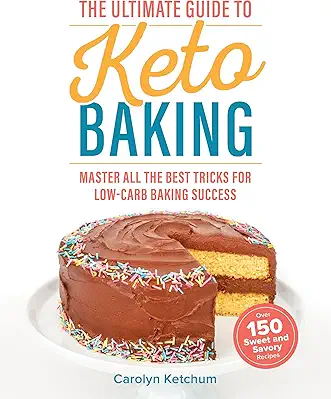 THE ULTIMATE GUIDE TO
Keto
BAKING
MASTER ALL THE BEST TRICKS FOR
LOW-CARB BAKING SUCCESS
Over
150
Sweet and
Savory
Recipes
Carolyn Ketchum